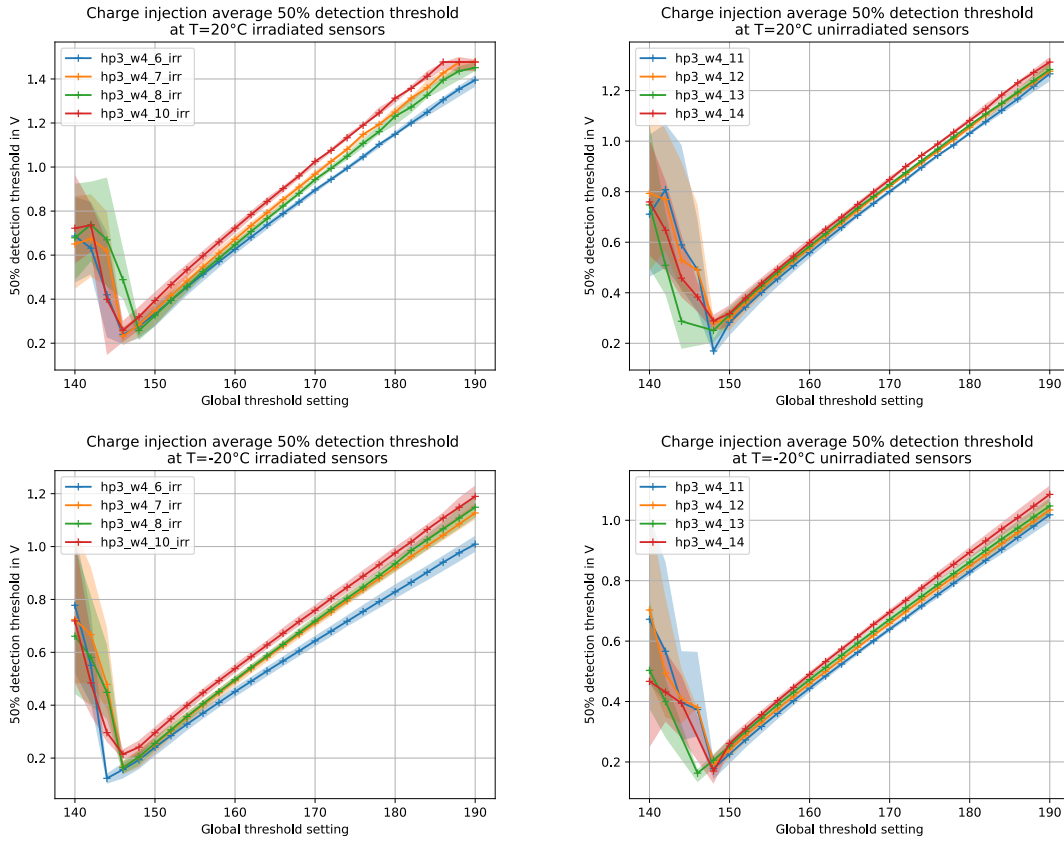 Charge injection average 50% detection threshold
at T=20°C irradiated sensors
hp3_w4_6_irr
hp3_w4_7_irr
hp3_w4_8_irr
hp3_w4_10_irr
50% detection threshold in V
1.4
1.2
1.0
0.8
0.6
0.4
0.2
140 150 160 170 180 190
Global threshold setting
Charge injection average 50% detection threshold
at T=20°C unirradiated sensors
hp3_w4_11
hp3_w4_12
hp3_w4_13
hp3_w4_14
50% detection threshold in V
1.2
1.0
0.8
0.6
0.4
0.2
140 150 160 170 180 190
Global threshold setting
Charge injection average 50% detection threshold
at T=-20°C irradiated sensors
hp3_w4_6_irr
hp3_w4_7_irr
hp3_w4_8_irr
hp3_w4_10_irr
50% detection threshold in V
1.2
1.0
0.8
0.6
0.4
0.2
140 150 160 170 180 190
Global threshold setting
Charge injection average 50% detection threshold
at T=-20°C unirradiated sensors
hp3_w4_11
hp3_w4_12
hp3_w4_13
hp3_w4_14
50% detection threshold in V
1.0
0.8
0.6
0.4
0.2
140 150 160 170 180 190
Global threshold setting